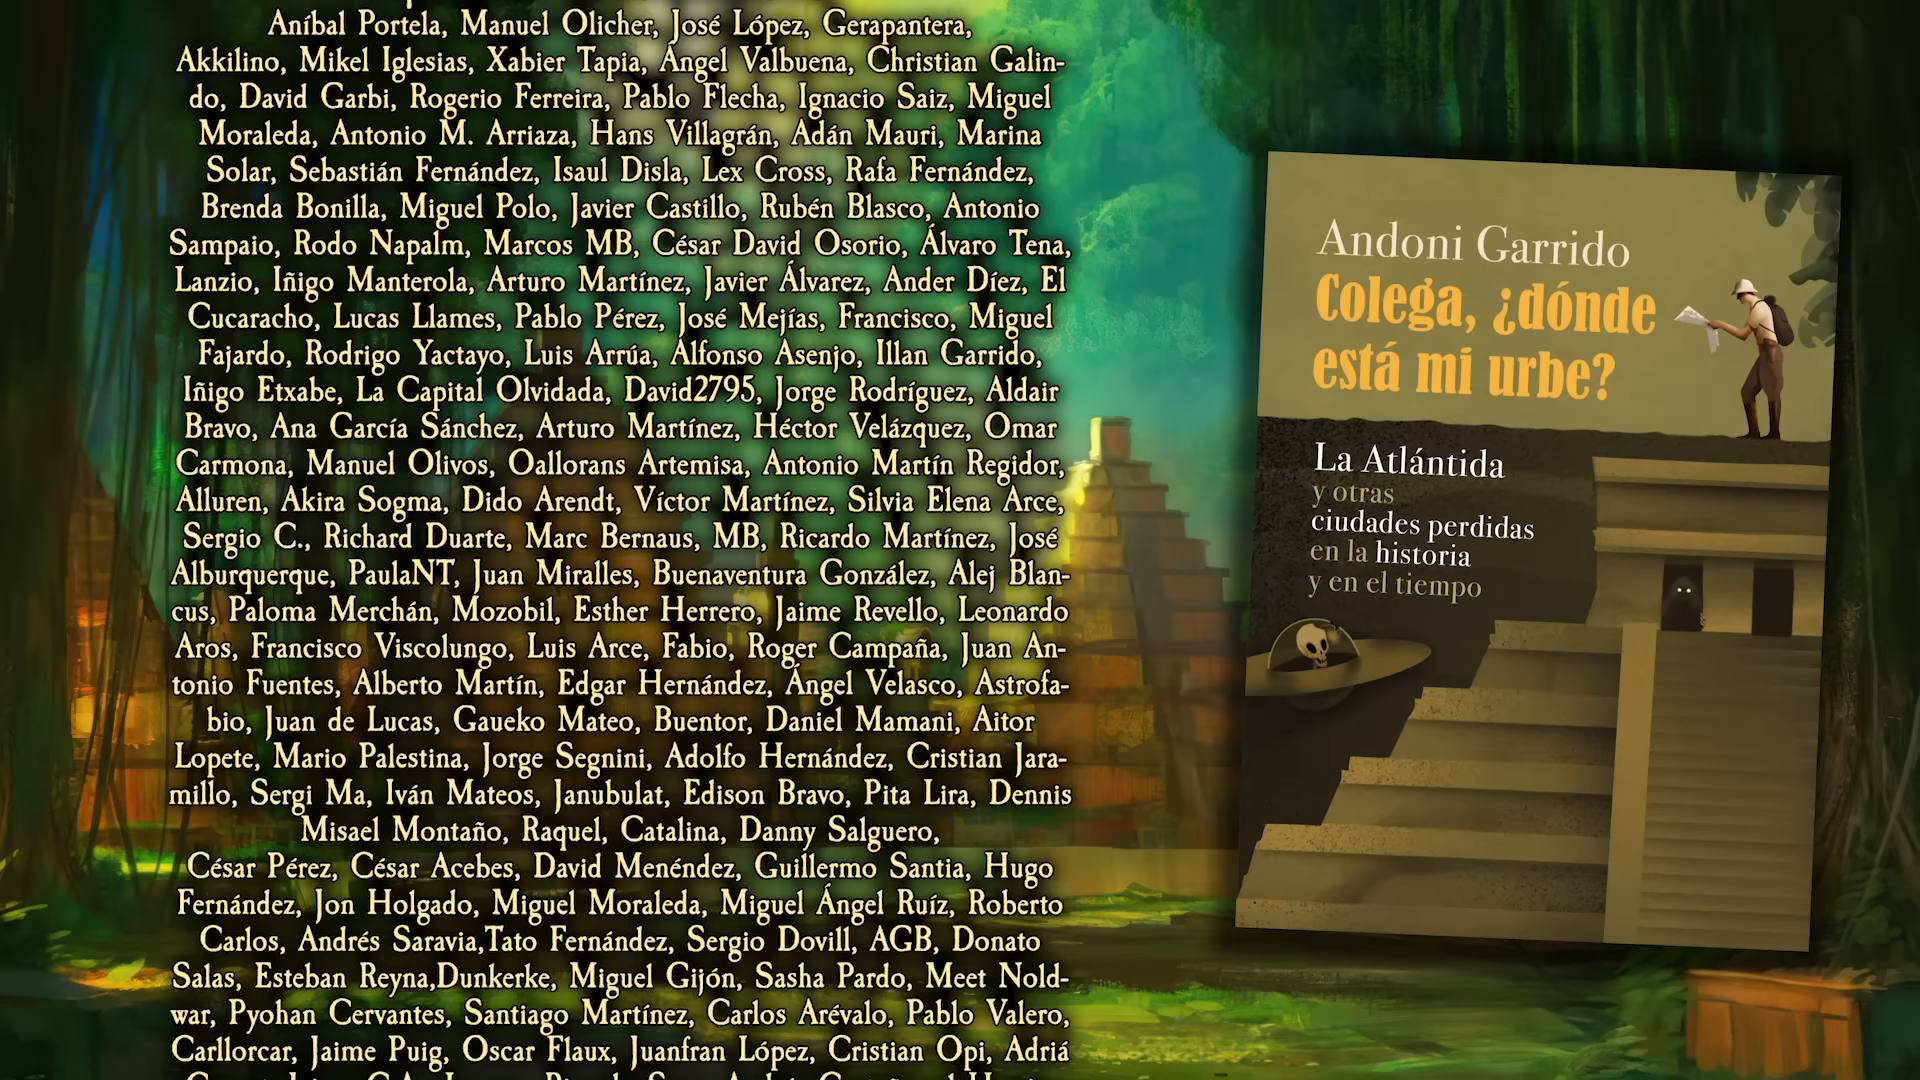 Aníbal Portela, Manuel Olicher, José López, Gerapantera,
Akkilino, Mikel Iglesias, Xabier Tapia, Ángel Valbuena, Christian Galin-
do, David Garbi, Rogerio Ferreira, Pablo Flecha, Ignacio Saiz, Miguel
Moraleda, Antonio M. Arriaza, Hans Villagrán, Adán Mauri, Marina
Solar, Sebastián Fernández, Isaul Disla, Lex Cross, Rafa Fernández,
Brenda Bonilla, Miguel Polo, Javier Castillo, Rubén Blasco, Antonio
Sampaio, Rodo Napalm, Marcos MB, César David Osorio, Álvaro Tena,
Lanzio, Iñigo Manterola, Arturo Martínez, Javier Álvarez, Ander Díez, El
Cucaracho, Lucas Llames, Pablo Pérez, José Mejías, Francisco, Miguel
Fajardo, Rodrigo Yactayo, Luis Arrúa, Alfonso Asenjo, Illan Garrido,
Iñigo Etxabe, La Capital Olvidada, David2795, Jorge Rodríguez, Aldair
Bravo, Ana García Sánchez, Arturo Martínez, Héctor Velázquez, Omar
Carmona, Manuel Olivos, Oallorans Artemisa, Antonio Martín Regidor,
Alluren, Akira Sogma, Dido Arendt, Víctor Martínez, Silvia Elena Arce,
Sergio C., Richard Duarte, Marc Bernaus, MB, Ricardo Martínez, José
Alburquerque, PaulaNT, Juan Miralles, Buenaventura González, Alej Blan-
cus, Paloma Merchán, Mozobil, Esther Herrero, Jaime Revello, Leonardo
Aros, Francisco Viscolungo, Luis Arce, Fabio, Roger Campaña, Juan An-
tonio Fuentes, Alberto Martín, Edgar Hernández, Ángel Velasco, Astrofa-
bio, Juan de Lucas, Gaueko Mateo, Buentor, Daniel Mamani, Aitor
Lopete, Mario Palestina, Jorge Segnini, Adolfo Hernández, Cristian Jara-
millo, Sergi Ma, Iván Mateos, Janubulat, Edison Bravo, Pita Lira, Dennis
Misael Montaño, Raquel, Catalina, Danny Salguero,
César Pérez, César Acebes, David Menéndez, Guillermo Santia, Hugo
Fernández, Jon Holgado, Miguel Moraleda, Miguel Ángel Ruíz, Roberto
Carlos, Andrés Saravia,Tato Fernández, Sergio Dovill, AGB, Donato
Salas, Esteban Reyna,Dunkerke, Miguel Gijón, Sasha Pardo, Meet Nold-
war, Pyohan Cervantes, Santiago Martínez, Carlos Arévalo, Pablo Valero,
Carllorcar, Jaime Puig, Oscar Flaux, Juanfran López, Cristian Opi, Adriá
Andoni Garrido
Colega, ¿dónde
está mi urbe?
La Atlántida
y otras
ciudades perdidas
en la historia
y en el tiempo